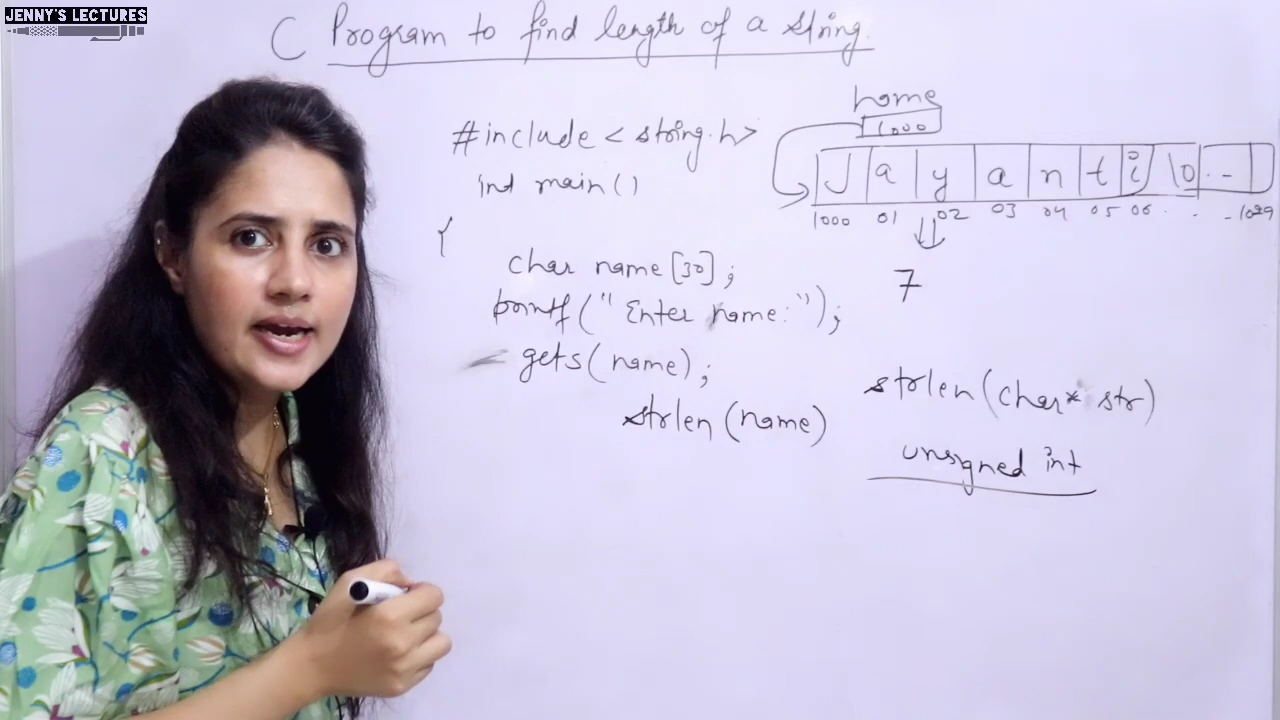 JENNY'S LECTURES
C Program to find length of a string.
name
1000
#include < string.h>
J a y a n t i \0 . -
int main()
1000 01 02 03 04 05 06 . . - 1029
{
char name[30];
7
printf("Enter name:");
gets(name);
strlen(char* str)
strlen(name)
unsigned int